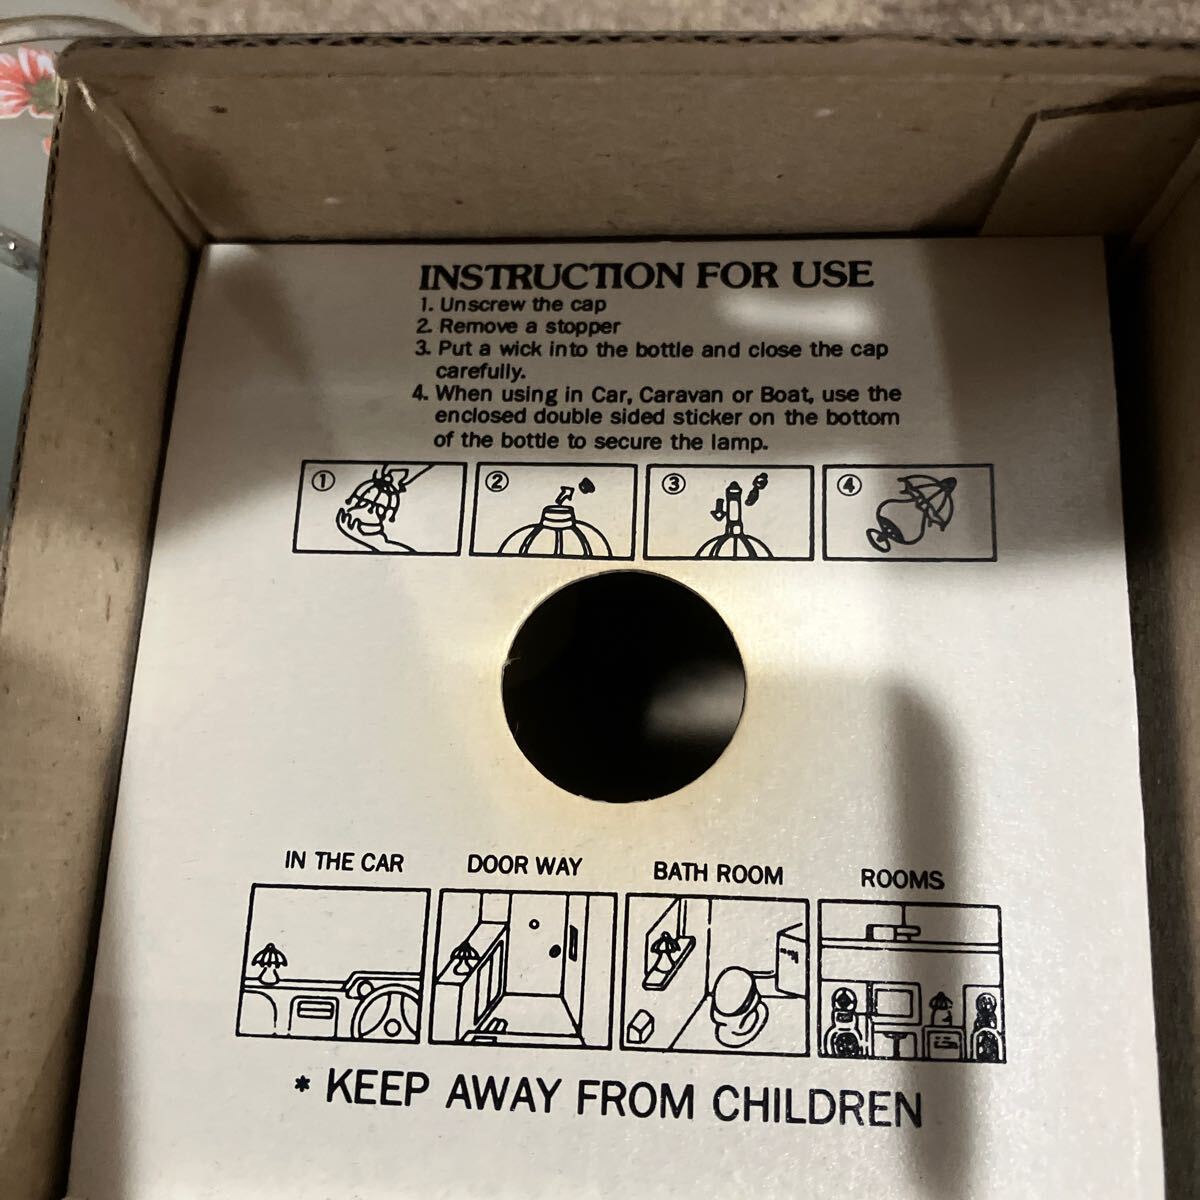 INSTRUCTION FOR USE
1. Unscrew the cap
2. Remove a stopper
3. Put a wick into the bottle and close the cap
carefully.
4. When using in Car, Caravan or Boat, use the
enclosed double sided sticker on the bottom
of the bottle to secure the lamp.
① ② ③ ④
IN THE CAR DOOR WAY BATH ROOM ROOMS
* KEEP AWAY FROM CHILDREN